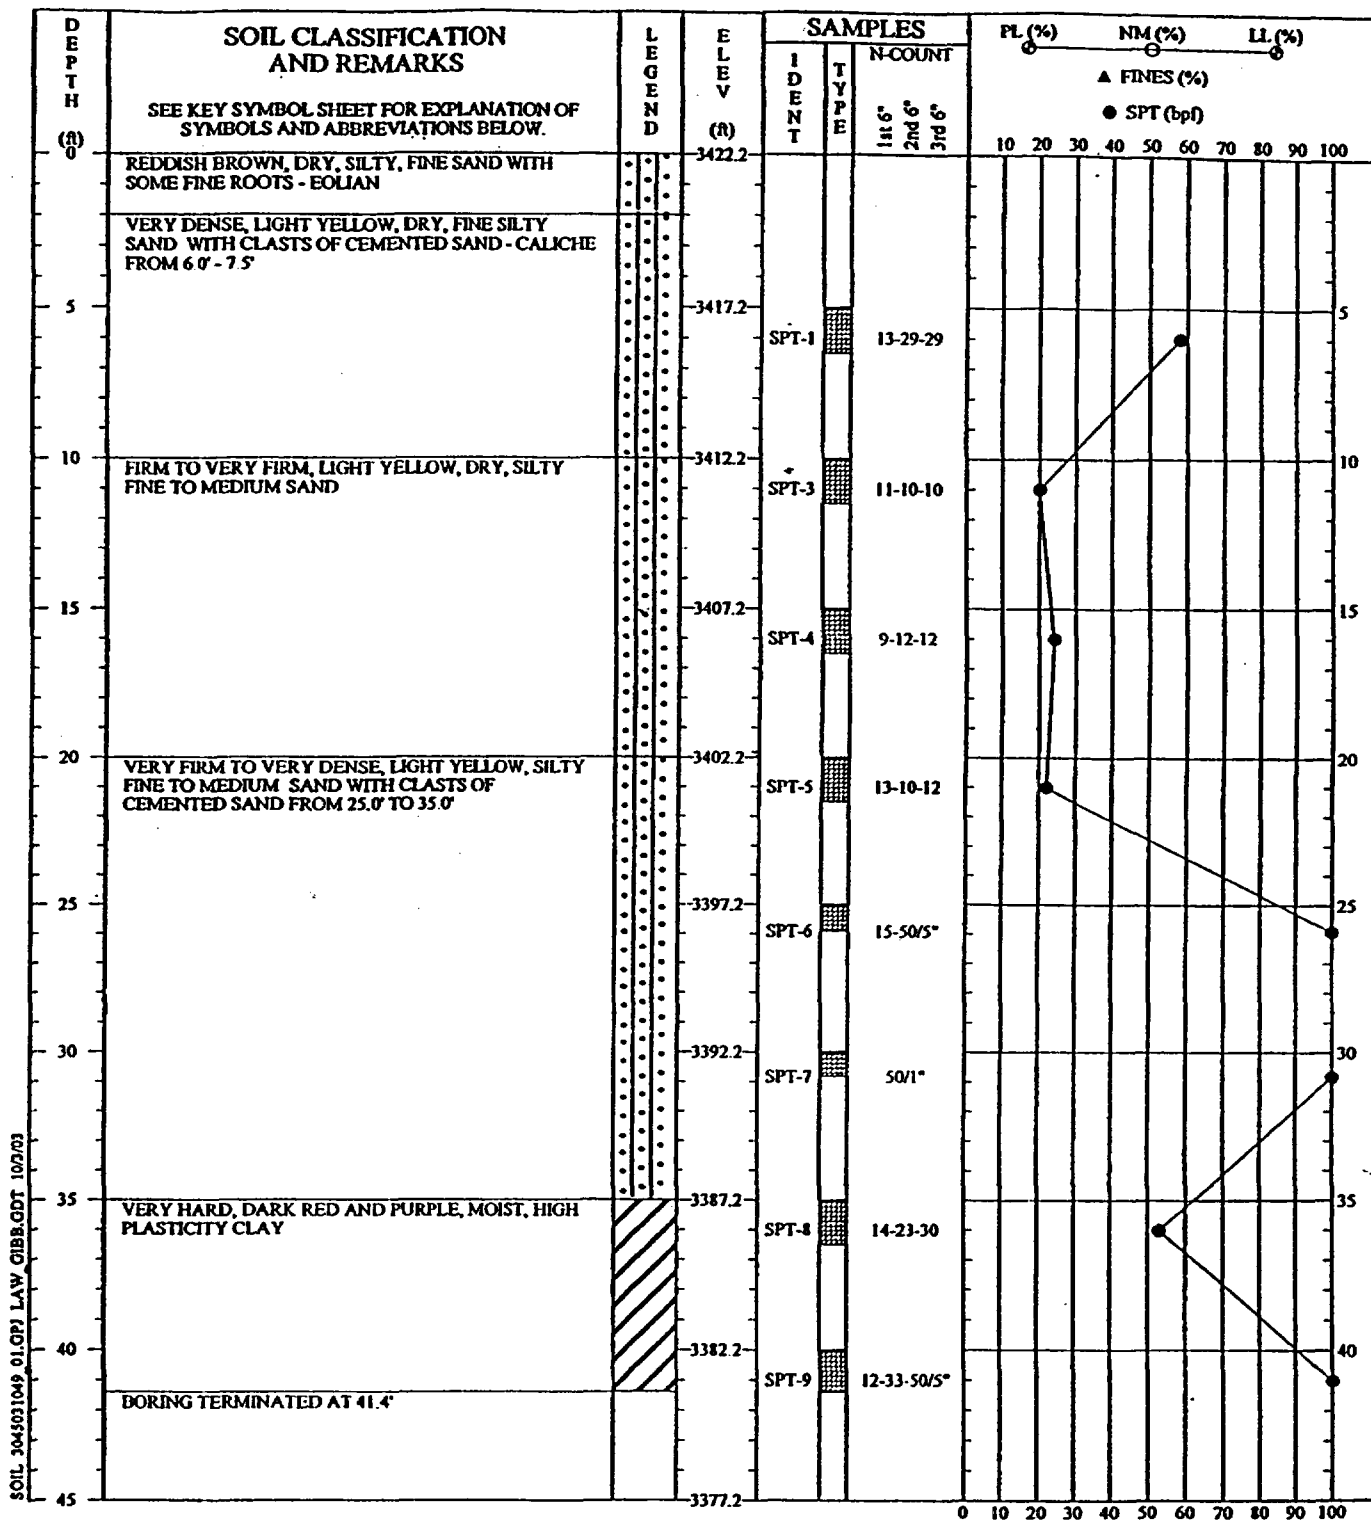 DEPTH
(ft)
SOIL CLASSIFICATION
AND REMARKS
SEE KEY SYMBOL SHEET FOR EXPLANATION OF
SYMBOLS AND ABBREVIATIONS BELOW.
LEGEND
ELEV
(ft)
SAMPLES
IDENT
TYPE
N-COUNT
1st 6"
2nd 6"
3rd 6"
PL (%)
NM (%)
LL (%)
▲ FINES (%)
● SPT (bpf)
10 20 30 40 50 60 70 80 90 100
0
REDDISH BROWN, DRY, SILTY, FINE SAND WITH
SOME FINE ROOTS - EOLIAN
3422.2
VERY DENSE, LIGHT YELLOW, DRY, FINE SILTY
SAND WITH CLASTS OF CEMENTED SAND - CALICHE
FROM 6.0' - 7.5'
5
3417.2
5
SPT-1
13-29-29
10
FIRM TO VERY FIRM, LIGHT YELLOW, DRY, SILTY
FINE TO MEDIUM SAND
3412.2
10
SPT-3
11-10-10
15
3407.2
15
SPT-4
9-12-12
20
VERY FIRM TO VERY DENSE, LIGHT YELLOW, SILTY
FINE TO MEDIUM SAND WITH CLASTS OF
CEMENTED SAND FROM 25.0' TO 35.0'
3402.2
20
SPT-5
13-10-12
25
3397.2
25
SPT-6
15-50/5"
30
3392.2
30
SPT-7
50/1"
35
VERY HARD, DARK RED AND PURPLE, MOIST, HIGH
PLASTICITY CLAY
3387.2
35
SPT-8
14-23-30
40
3382.2
40
SPT-9
12-33-50/5"
BORING TERMINATED AT 41.4'
45
3377.2
0 10 20 30 40 50 60 70 80 90 100
SOIL 3045031049_01.GPJ LAW_GIBB.GDT 10/3/03